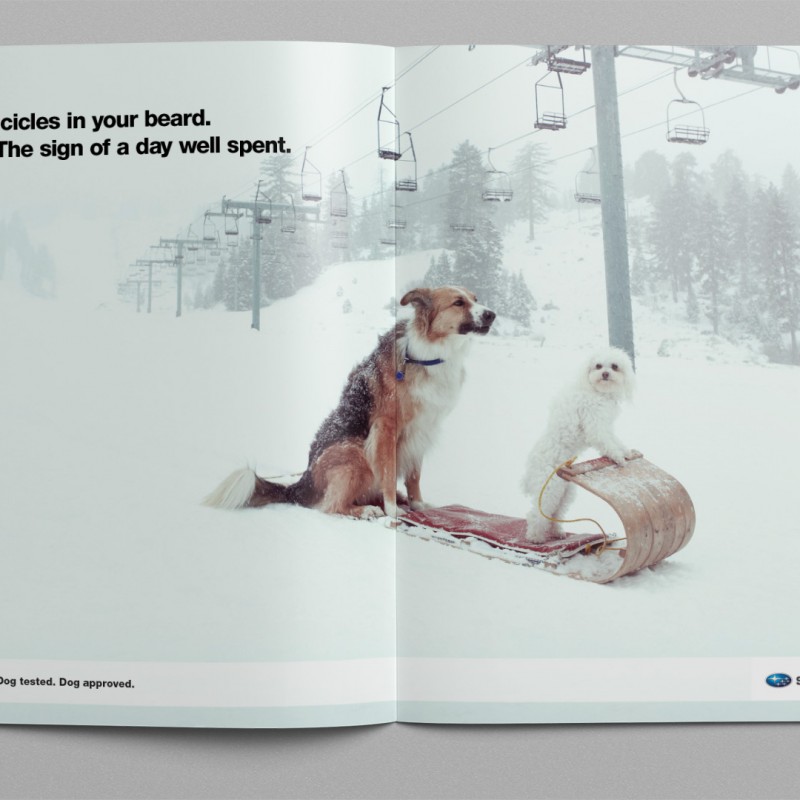 cicles in your beard.
The sign of a day well spent.
Dog tested. Dog approved.
S